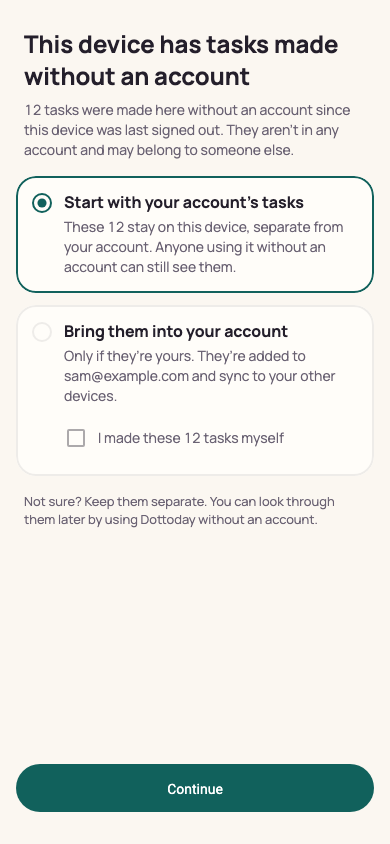 This device has tasks made
without an account
12 tasks were made here without an account since
this device was last signed out. They aren't in any
account and may belong to someone else.
Start with your account's tasks
These 12 stay on this device, separate from
your account. Anyone using it without an
account can still see them.
Bring them into your account
Only if they're yours. They're added to
sam@example.com and sync to your other
devices.
I made these 12 tasks myself
Not sure? Keep them separate. You can look through
them later by using Dottoday without an account.
Continue